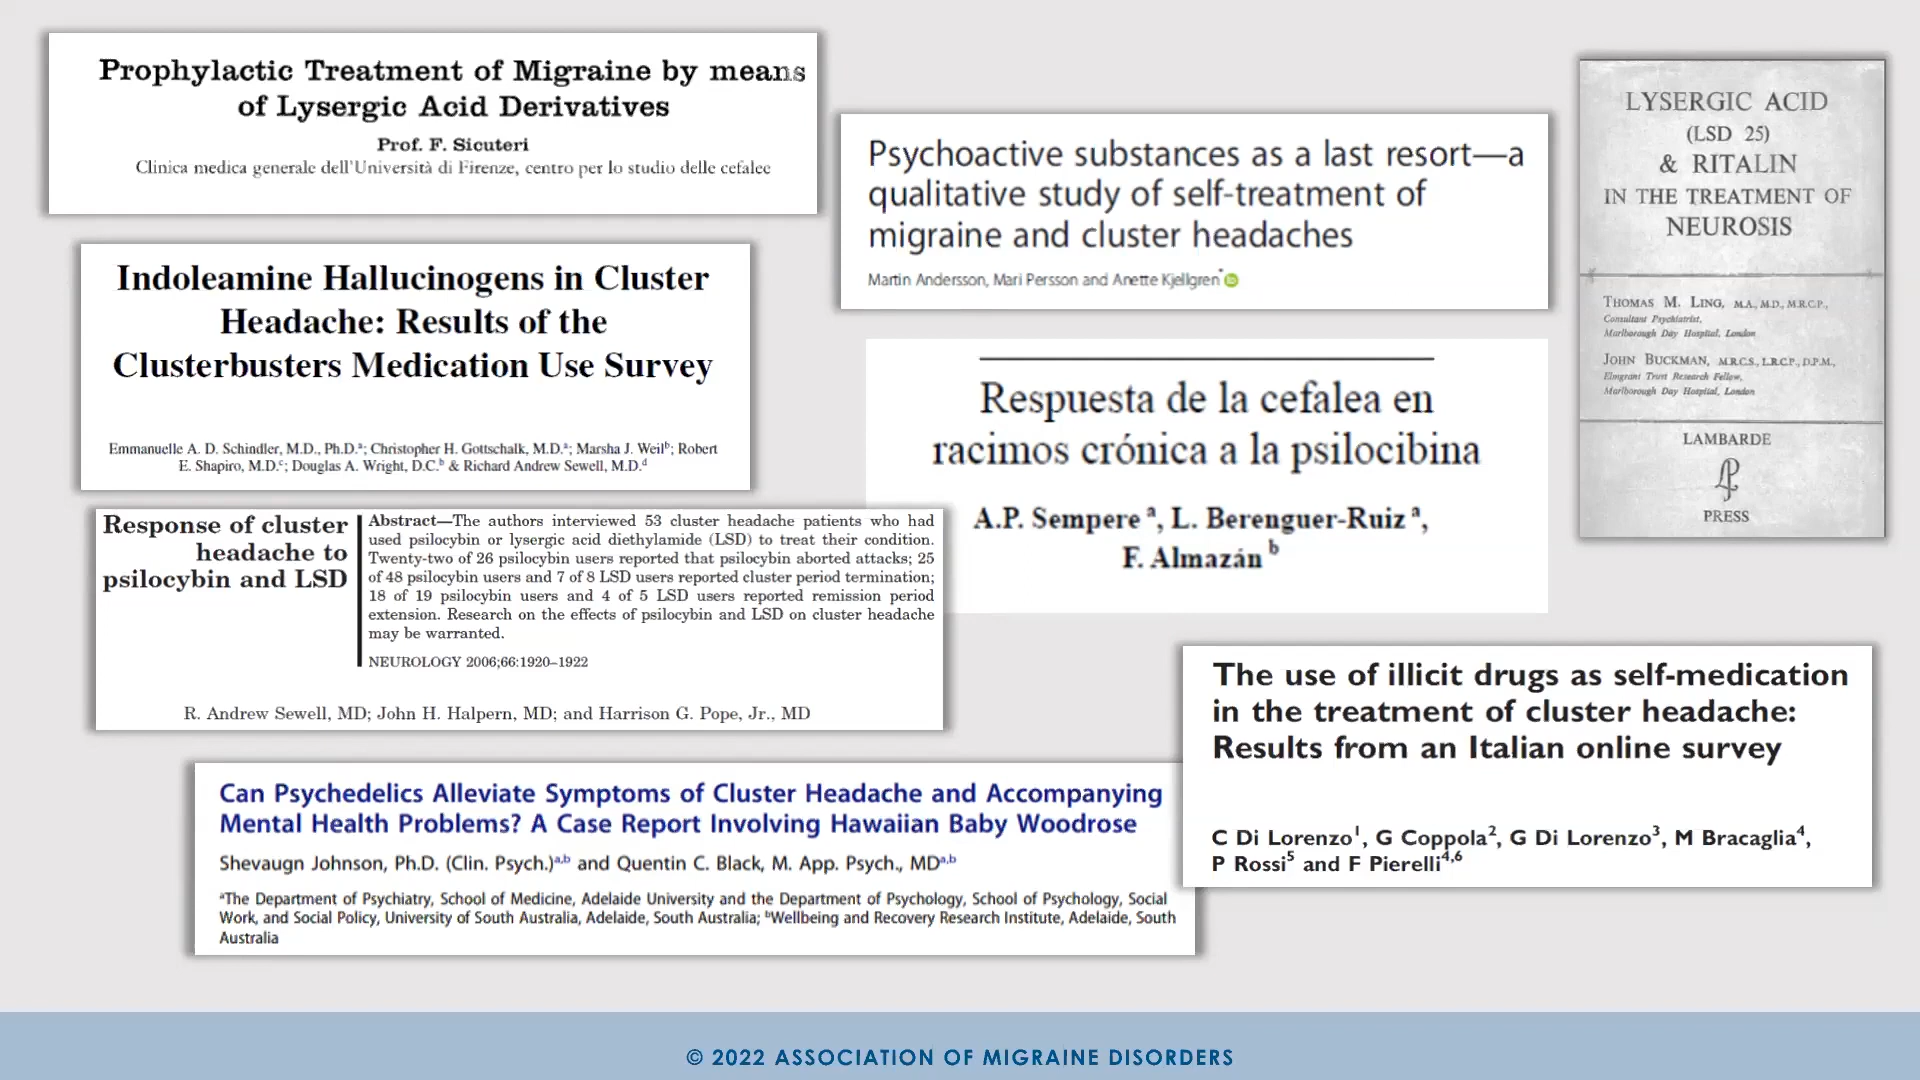 Prophylactic Treatment of Migraine by means
of Lysergic Acid Derivatives
Prof. F. Sicuteri
Clinica medica generale dell'Università di Firenze, centro per lo studio delle cefalee
Indoleamine Hallucinogens in Cluster
Headache: Results of the
Clusterbusters Medication Use Survey
Emmanuelle A. D. Schindler, M.D., Ph.D.ᵃ; Christopher H. Gottschalk, M.D.ᵃ; Marsha J. Weilᵇ; Robert
E. Shapiro, M.D.ᶜ; Douglas A. Wright, D.C.ᵇ & Richard Andrew Sewell, M.D.ᵈ
Response of cluster
headache to
psilocybin and LSD
Abstract—The authors interviewed 53 cluster headache patients who had
used psilocybin or lysergic acid diethylamide (LSD) to treat their condition.
Twenty-two of 26 psilocybin users reported that psilocybin aborted attacks; 25
of 48 psilocybin users and 7 of 8 LSD users reported cluster period termination;
18 of 19 psilocybin users and 4 of 5 LSD users reported remission period
extension. Research on the effects of psilocybin and LSD on cluster headache
may be warranted.
NEUROLOGY 2006;66:1920–1922
R. Andrew Sewell, MD; John H. Halpern, MD; and Harrison G. Pope, Jr., MD
Can Psychedelics Alleviate Symptoms of Cluster Headache and Accompanying
Mental Health Problems? A Case Report Involving Hawaiian Baby Woodrose
Shevaugn Johnson, Ph.D. (Clin. Psych.)ᵃ,ᵇ and Quentin C. Black, M. App. Psych., MDᵃ,ᵇ
ᵃThe Department of Psychiatry, School of Medicine, Adelaide University and the Department of Psychology, School of Psychology, Social
Work, and Social Policy, University of South Australia, Adelaide, South Australia; ᵇWellbeing and Recovery Research Institute, Adelaide, South
Australia
Psychoactive substances as a last resort—a
qualitative study of self-treatment of
migraine and cluster headaches
Martin Andersson, Mari Persson and Anette Kjellgren*
Respuesta de la cefalea en
racimos crónica a la psilocibina
A.P. Sempere ᵃ, L. Berenguer-Ruiz ᵃ,
F. Almazán ᵇ
The use of illicit drugs as self-medication
in the treatment of cluster headache:
Results from an Italian online survey
C Di Lorenzo¹, G Coppola², G Di Lorenzo³, M Bracaglia⁴,
P Rossi⁵ and F Pierelli⁴,⁶
LYSERGIC ACID
(LSD 25)
& RITALIN
IN THE TREATMENT OF
NEUROSIS
THOMAS M. LING, M.A., M.D., M.R.C.P.,
Consultant Psychiatrist,
Marlborough Day Hospital, London
JOHN BUCKMAN, M.R.C.S., L.R.C.P., D.P.M.,
Elmgrant Trust Research Fellow,
Marlborough Day Hospital, London
LAMBARDE
LP
PRESS
© 2022 ASSOCIATION OF MIGRAINE DISORDERS